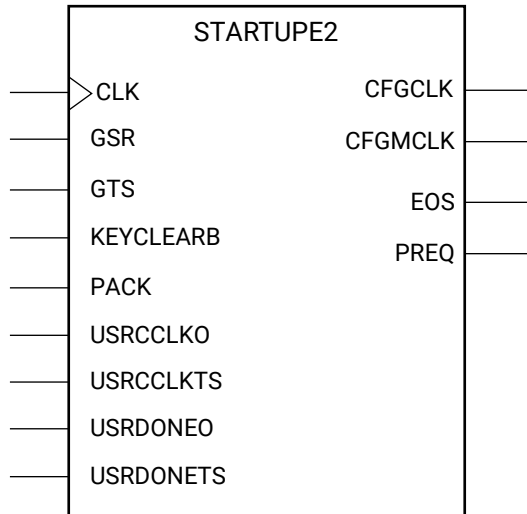 STARTUPE2
CLK
GSR
GTS
KEYCLEARB
PACK
USRCCLKO
USRCCLKTS
USRDONEO
USRDONETS
CFGCLK
CFGMCLK
EOS
PREQ